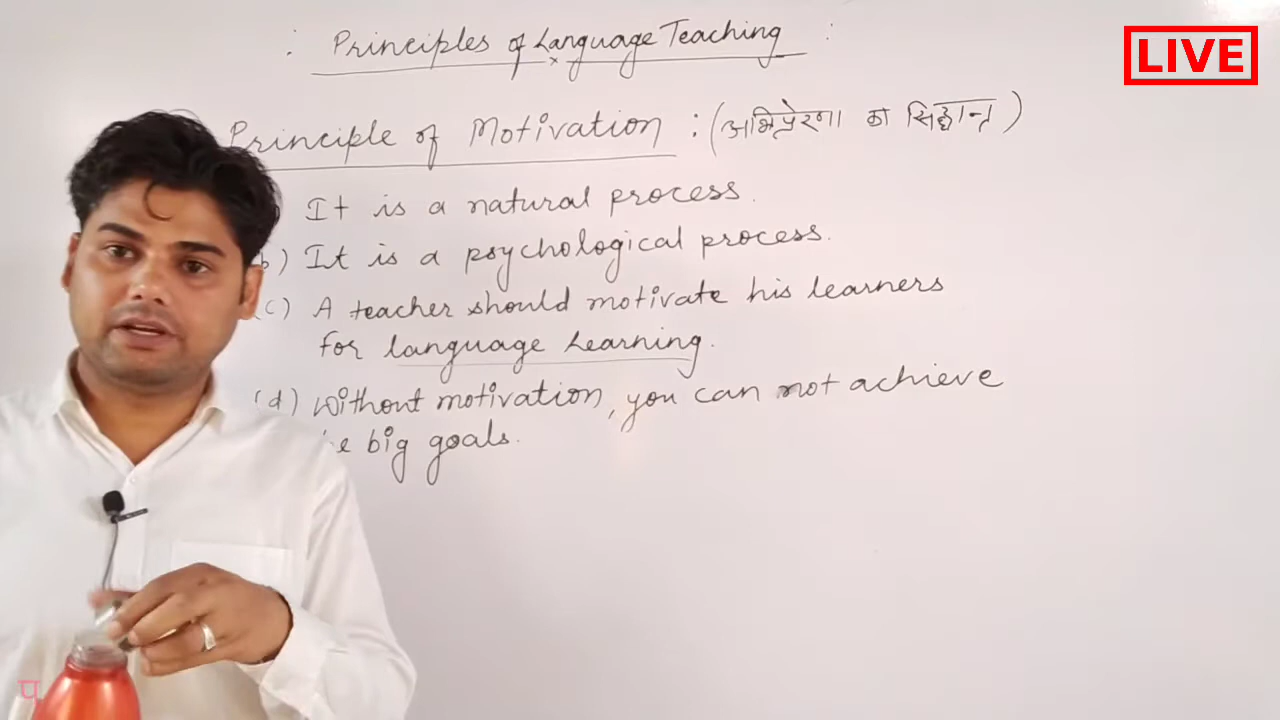 : Principles of Language Teaching :
LIVE
Principle of Motivation : (अभिप्रेरणा का सिद्धान्त)
It is a natural process.
b) It is a psychological process.
(c) A teacher should motivate his learners
for language learning.
(d) Without motivation, you can not achieve
big goals.
प